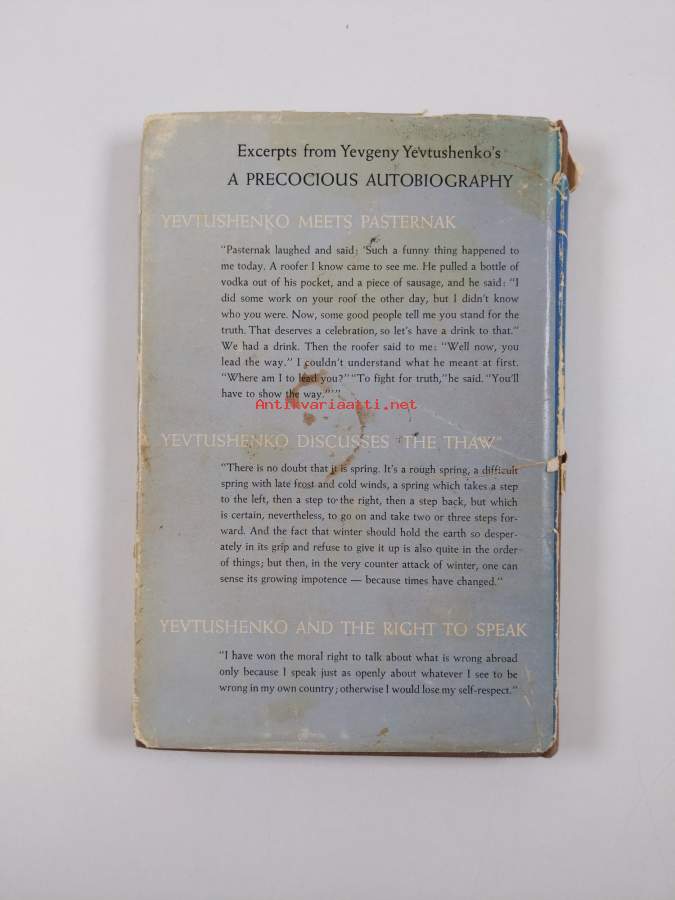 Excerpts from Yevgeny Yevtushenko's
A PRECOCIOUS AUTOBIOGRAPHY
YEVTUSHENKO MEETS PASTERNAK
"Pasternak laughed and said: 'Such a funny thing happened to
me today. A roofer I know came to see me. He pulled a bottle of
vodka out of his pocket, and a piece of sausage, and he said: "I
did some work on your roof the other day, but I didn't know
who you were. Now, some good people tell me you stand for the
truth. That deserves a celebration, so let's have a drink to that."
We had a drink. Then the roofer said to me: "Well now, you
lead the way." I couldn't understand what he meant at first.
"Where am I to lead you?" "To fight for truth," he said. "You'll
have to show the way." ' "
Antikvariaatti.net
YEVTUSHENKO DISCUSSES "THE THAW"
"There is no doubt that it is spring. It's a rough spring, a difficult
spring with late frost and cold winds, a spring which takes a step
to the left, then a step to the right, then a step back, but which
is certain, nevertheless, to go on and take two or three steps for-
ward. And the fact that winter should hold the earth so desper-
ately in its grip and refuse to give it up is also quite in the order
of things; but then, in the very counter attack of winter, one can
sense its growing impotence — because times have changed."
YEVTUSHENKO AND THE RIGHT TO SPEAK
"I have won the moral right to talk about what is wrong abroad
only because I speak just as openly about whatever I see to be
wrong in my own country; otherwise I would lose my self-respect."